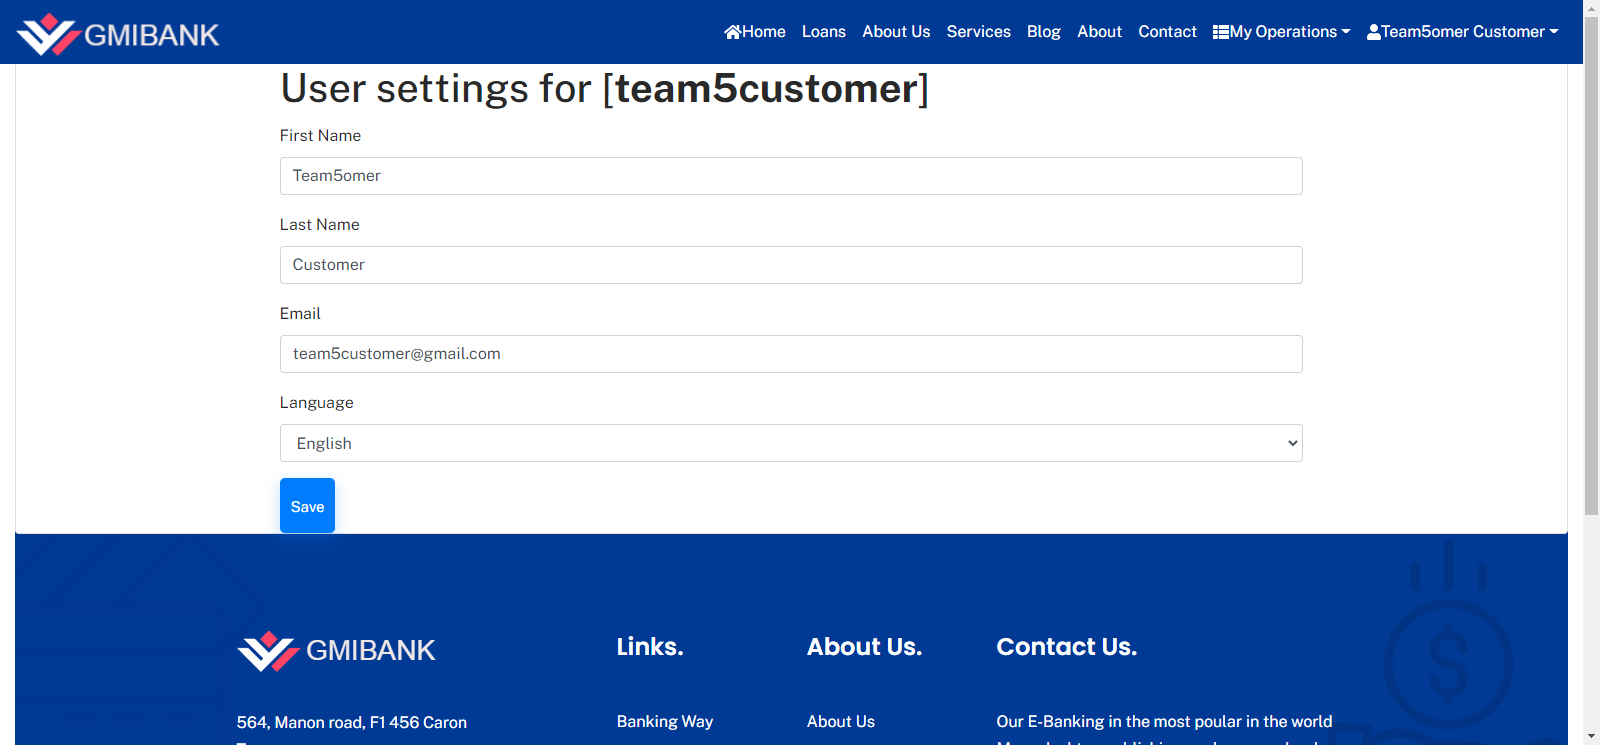 GMIBANK
Home Loans About Us Services Blog About Contact My Operations Team5omer Customer
User settings for [team5customer]
First Name
Team5omer
Last Name
Customer
Email
team5customer@gmail.com
Language
English
Save
GMIBANK
Links.
About Us.
Contact Us.
564, Manon road, F1 456 Caron
Banking Way
About Us
Our E-Banking in the most poular in the world